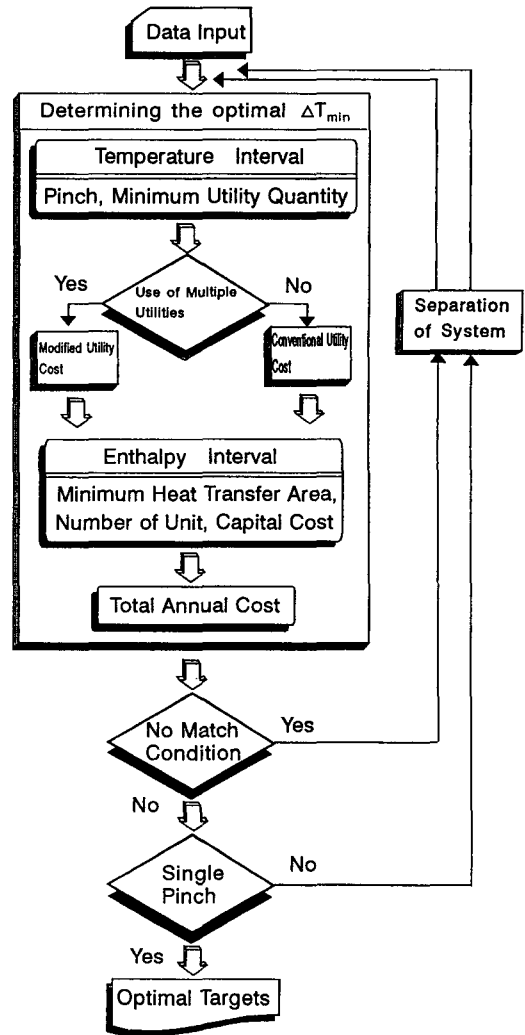 Data Input
Determining the optimal ΔTmin
Temperature Interval
Pinch, Minimum Utility Quantity
Yes
No
Use of Multiple
Utilities
Modified Utility
Cost
Conventional Utility
Cost
Separation
of System
Enthalpy Interval
Minimum Heat Transfer Area,
Number of Unit, Capital Cost
Total Annual Cost
No Match
Condition
Yes
No
Single
Pinch
No
Yes
Optimal Targets